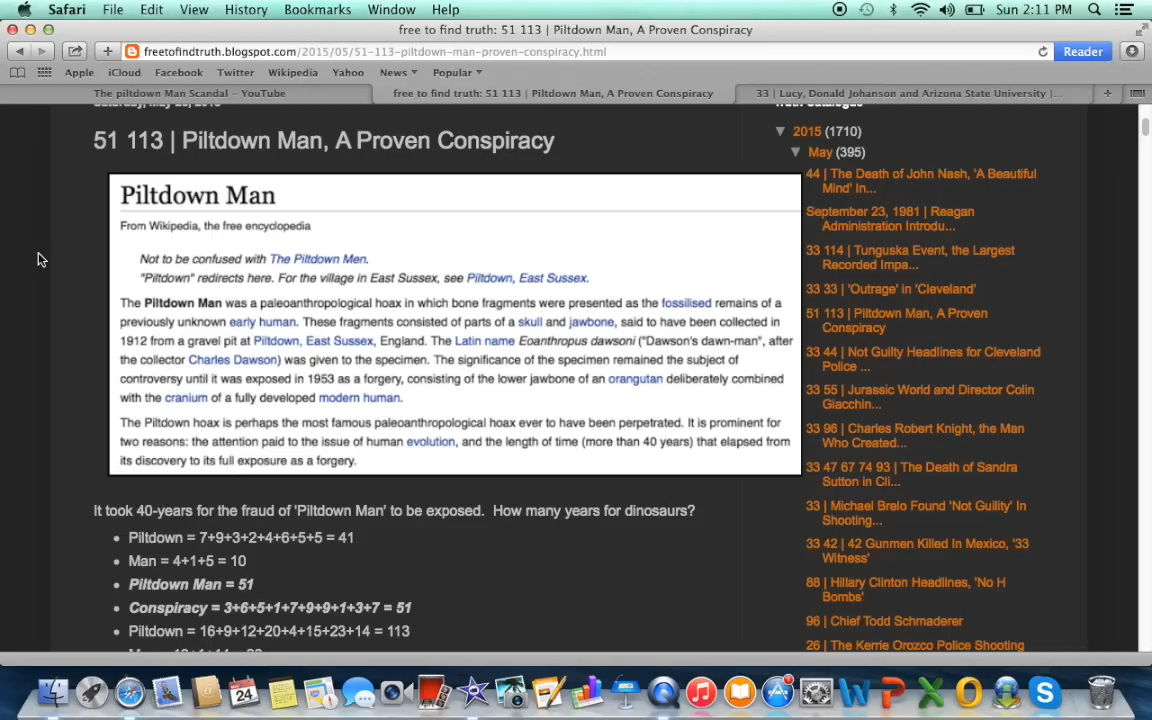 Safari File Edit View History Bookmarks Window Help Sun 2:11 PM
free to find truth: 51 113 | Piltdown Man, A Proven Conspiracy
freetofindtruth.blogspot.com/2015/05/51-113-piltdown-man-proven-conspiracy.html Reader
Apple iCloud Facebook Twitter Wikipedia Yahoo News Popular
The piltdown Man Scandal – YouTube
free to find truth: 51 113 | Piltdown Man, A Proven Conspiracy
33 | Lucy, Donald Johanson and Arizona State University |...
51 113 | Piltdown Man, A Proven Conspiracy
Piltdown Man
From Wikipedia, the free encyclopedia
Not to be confused with The Piltdown Men.
"Piltdown" redirects here. For the village in East Sussex, see Piltdown, East Sussex.
The Piltdown Man was a paleoanthropological hoax in which bone fragments were presented as the fossilised remains of a
previously unknown early human. These fragments consisted of parts of a skull and jawbone, said to have been collected in
1912 from a gravel pit at Piltdown, East Sussex, England. The Latin name Eoanthropus dawsoni ("Dawson's dawn-man", after
the collector Charles Dawson) was given to the specimen. The significance of the specimen remained the subject of
controversy until it was exposed in 1953 as a forgery, consisting of the lower jawbone of an orangutan deliberately combined
with the cranium of a fully developed modern human.
The Piltdown hoax is perhaps the most famous paleoanthropological hoax ever to have been perpetrated. It is prominent for
two reasons: the attention paid to the issue of human evolution, and the length of time (more than 40 years) that elapsed from
its discovery to its full exposure as a forgery.
It took 40-years for the fraud of 'Piltdown Man' to be exposed. How many years for dinosaurs?
Piltdown = 7+9+3+2+4+6+5+5 = 41
Man = 4+1+5 = 10
Piltdown Man = 51
Conspiracy = 3+6+5+1+7+9+9+1+3+7 = 51
Piltdown = 16+9+12+20+4+15+23+14 = 113
2015 (1710)
May (395)
44 | The Death of John Nash, 'A Beautiful
Mind' In...
September 23, 1981 | Reagan
Administration Introdu...
33 114 | Tunguska Event, the Largest
Recorded Impa...
33 33 | 'Outrage' in 'Cleveland'
51 113 | Piltdown Man, A Proven
Conspiracy
33 44 | Not Guilty Headlines for Cleveland
Police ...
33 55 | Jurassic World and Director Colin
Giacchin...
33 96 | Charles Robert Knight, the Man
Who Created...
33 47 67 74 93 | The Death of Sandra
Sutton in Cli...
33 | Michael Brelo Found 'Not Guilty' In
Shooting...
33 42 | 42 Gunmen Killed In Mexico, '33
Witness'
88 | Hillary Clinton Headlines, 'No H
Bombs'
96 | Chief Todd Schmaderer
26 | The Kerrie Orozco Police Shooting
24